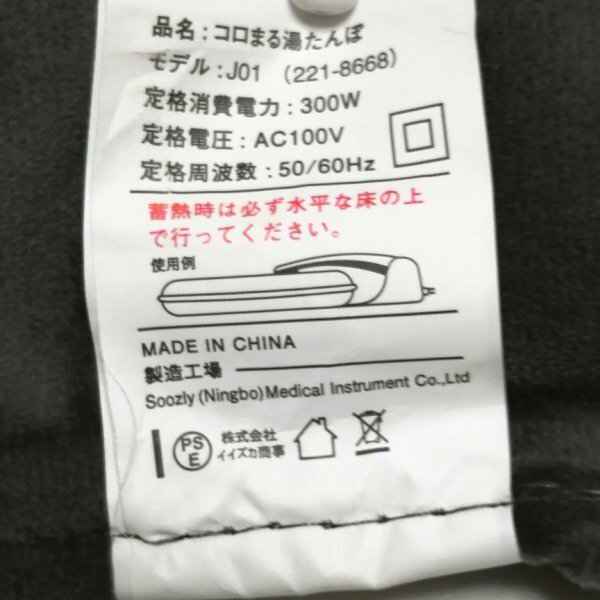 品名：コロまる湯たんぽ
モデル：J01 （221-8668）
定格消費電力：300W
定格電圧：AC100V
定格周波数：50/60Hz
蓄熱時は必ず水平な床の上
で行ってください。
使用例
MADE IN CHINA
製造工場
Soozly (Ningbo) Medical Instrument Co.,Ltd
PS
E
株式会社
イイズカ商事